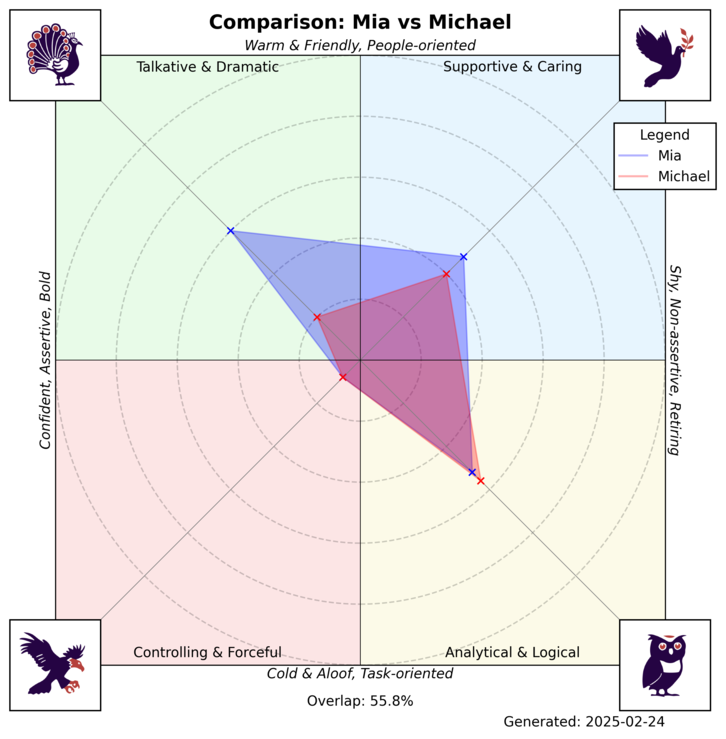 Comparison: Mia vs Michael
Warm & Friendly, People-oriented
Talkative & Dramatic
Supportive & Caring
Legend
Mia
Michael
Confident, Assertive, Bold
Shy, Non-assertive, Retiring
Controlling & Forceful
Analytical & Logical
Cold & Aloof, Task-oriented
Overlap: 55.8%
Generated: 2025-02-24